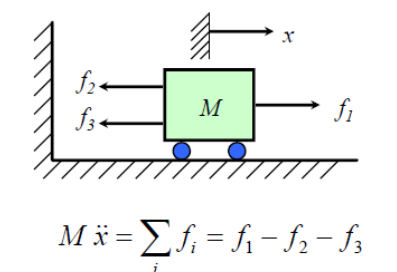 x
f₂
f₃
M
f₁
M ẍ = ∑ fᵢ = f₁ − f₂ − f₃
i